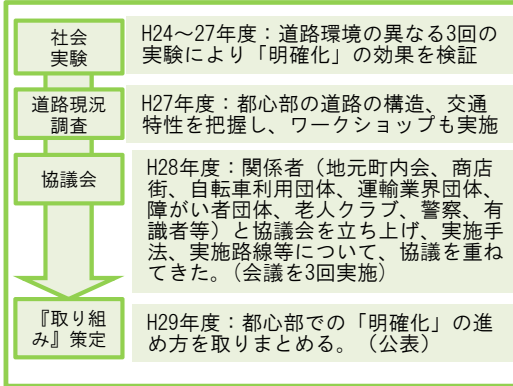 社会
実験
H24～27年度：道路環境の異なる3回の
実験により「明確化」の効果を検証
道路現況
調査
H27年度：都心部の道路の構造、交通
特性を把握し、ワークショップも実施
協議会
H28年度：関係者（地元町内会、商店
街、自転車利用団体、運輸業界団体、
障がい者団体、老人クラブ、警察、有
識者等）と協議会を立ち上げ、実施手
法、実施路線等について、協議を重ね
てきた。（会議を3回実施）
『取り組
み』策定
H29年度：都心部での「明確化」の進
め方を取りまとめる。（公表）